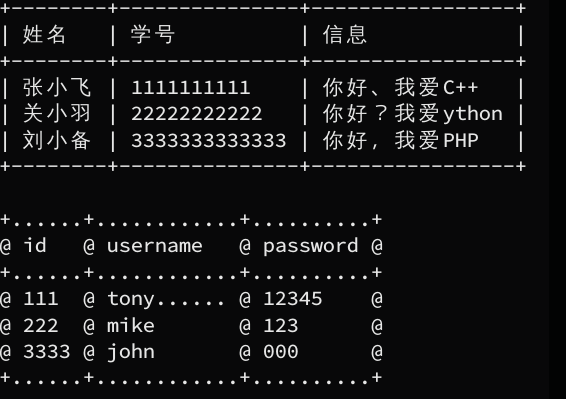 +--------+---------------+-----------------+
| 姓名   | 学号          | 信息            |
+--------+---------------+-----------------+
| 张小飞 | 1111111111    | 你好、我爱C++   |
| 关小羽 | 22222222222   | 你好？我爱ython |
| 刘小备 | 3333333333333 | 你好, 我爱PHP   |
+--------+---------------+-----------------+
+......+............+..........+
@ id   @ username   @ password @
+......+............+..........+
@ 111  @ tony...... @ 12345    @
@ 222  @ mike       @ 123      @
@ 3333 @ john       @ 000      @
+......+............+..........+